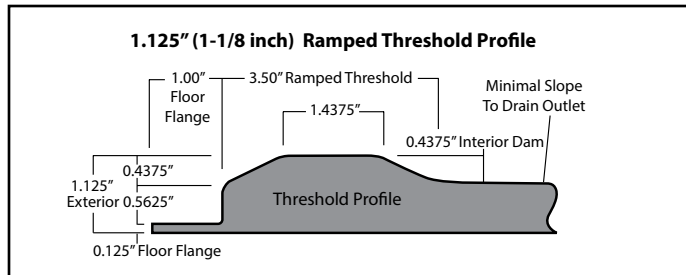 1.125” (1-1/8 inch) Ramped Threshold Profile
1.00”
Floor
Flange
3.50” Ramped Threshold
Minimal Slope
To Drain Outlet
1.4375”
0.4375” Interior Dam
0.4375”
1.125”
Exterior
0.5625”
Threshold Profile
0.125” Floor Flange